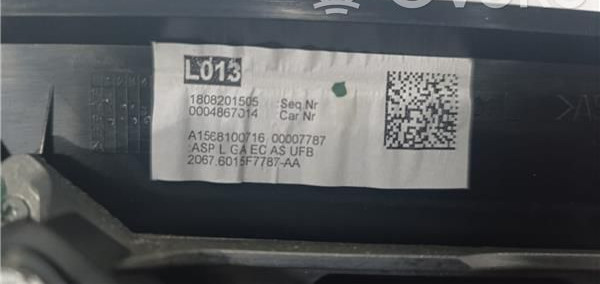 L013
1808201505 Seq Nr
0004867014 Car Nr
A1568100716 00007787
ASP L GA EC AS UFB
2067.6015F7787-AA